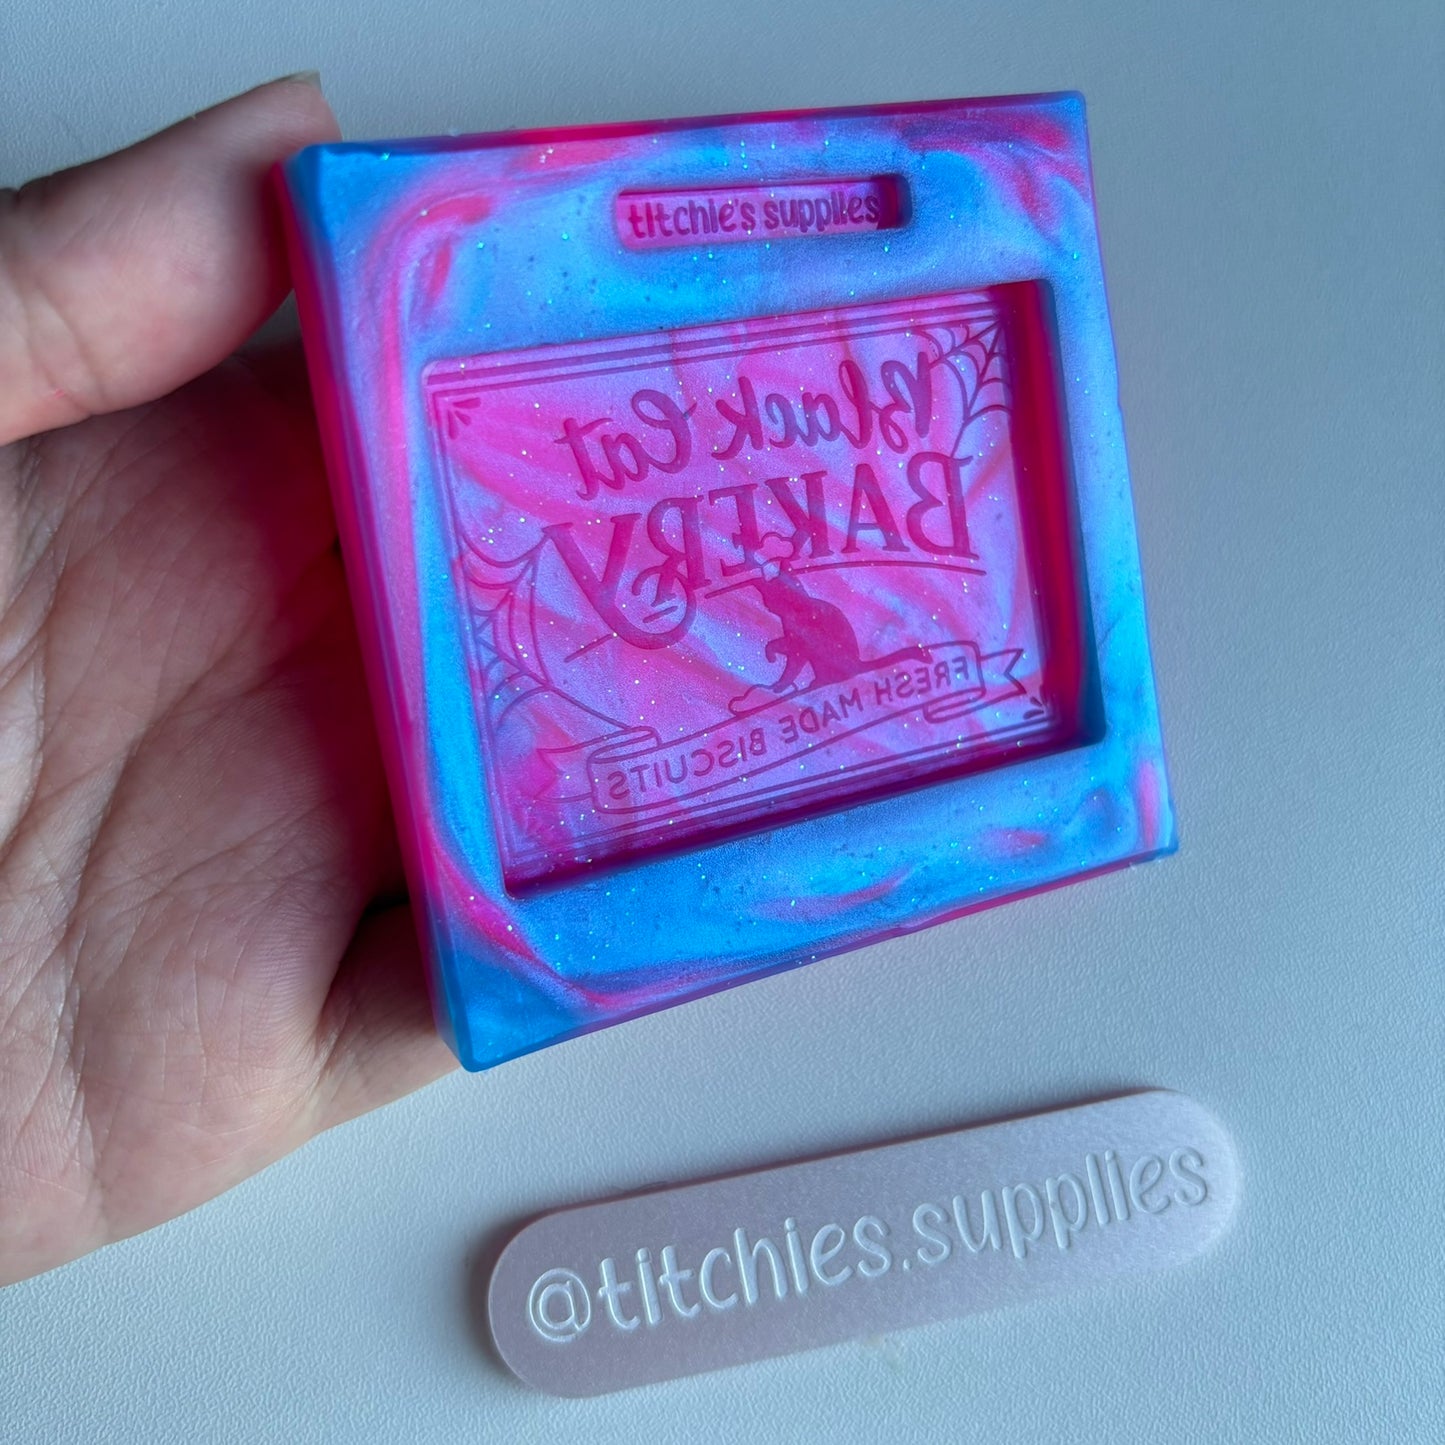 titchie's supplies
Black Cat
BAKERY
FRESH MADE BISCUITS
@titchies.supplies